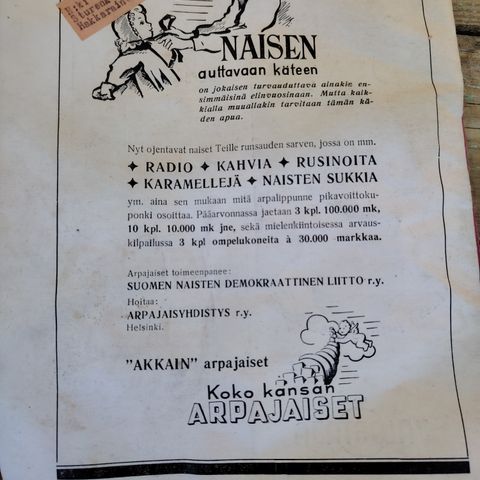 NAISEN
auttavaan käteen
on jokaisen turvauduttava ainakin en-
simmäisinä elinvuosinaan. Mutta kaik-
kialla muuallakin tarvitaan tämän kä-
den apua.
Nyt ojentavat naiset Teille runsauden sarven, jossa on mm.
✦ RADIO ✦ KAHVIA ✦ RUSINOITA
✦ KARAMELLEJÄ ✦ NAISTEN SUKKIA
ym. aina sen mukaan mitä arpalippunne pikavoittoku-
ponki osoittaa. Pääarvonnassa jaetaan 3 kpl. 100.000 mk,
10 kpl. 10.000 mk jne, sekä mielenkiintoisessa arvaus-
kilpailussa 3 kpl ompelukoneita à 30.000 markkaa.
Arpajaiset toimeenpanee:
SUOMEN NAISTEN DEMOKRAATTINEN LIITTO r.y.
Hoitaa:
ARPAJAISYHDISTYS r.y.
Helsinki.
"AKKAIN" arpajaiset
Koko kansan
ARPAJAISET